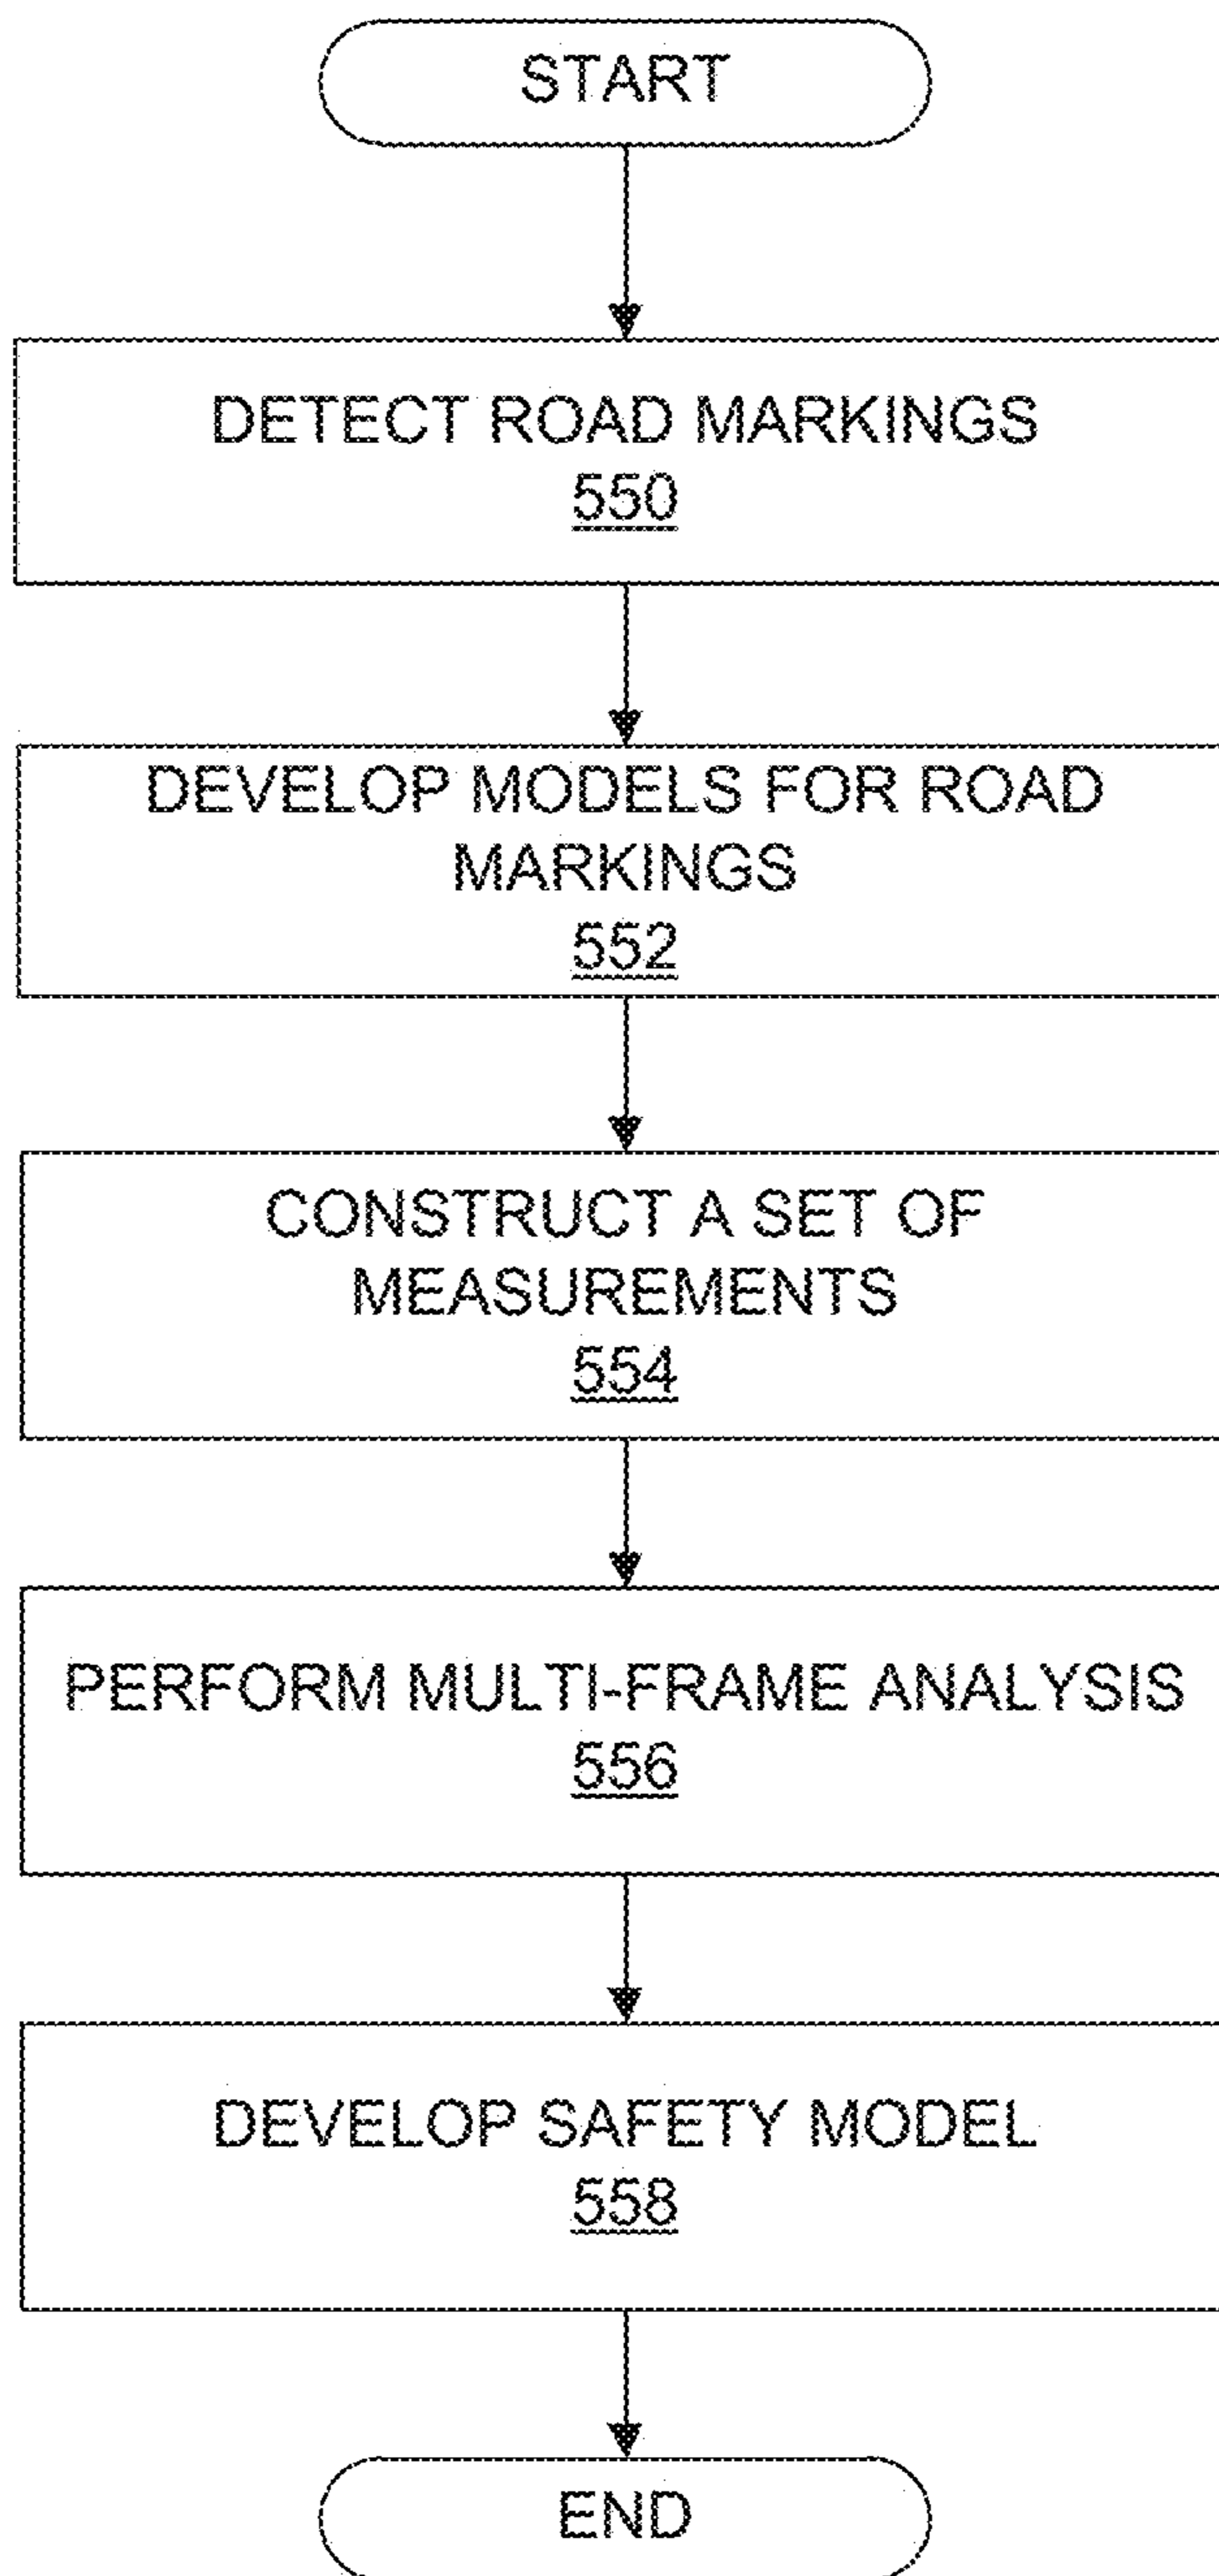 START
DETECT ROAD MARKINGS
550
DEVELOP MODELS FOR ROAD
MARKINGS
552
CONSTRUCT A SET OF
MEASUREMENTS
554
PERFORM MULTI-FRAME ANALYSIS
556
DEVELOP SAFETY MODEL
558
END